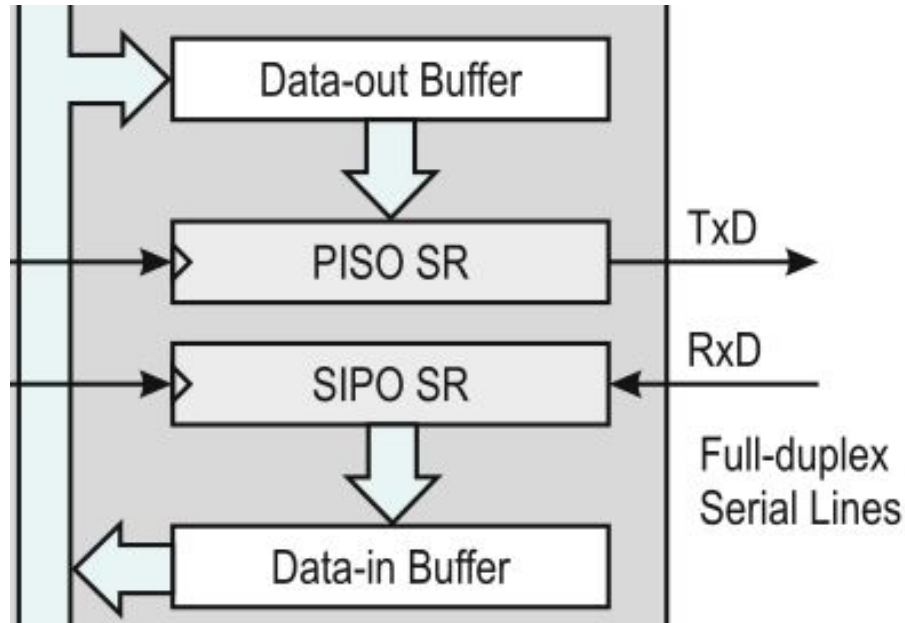 Data-out Buffer
PISO SR
TxD
SIPO SR
RxD
Full-duplex
Serial Lines
Data-in Buffer